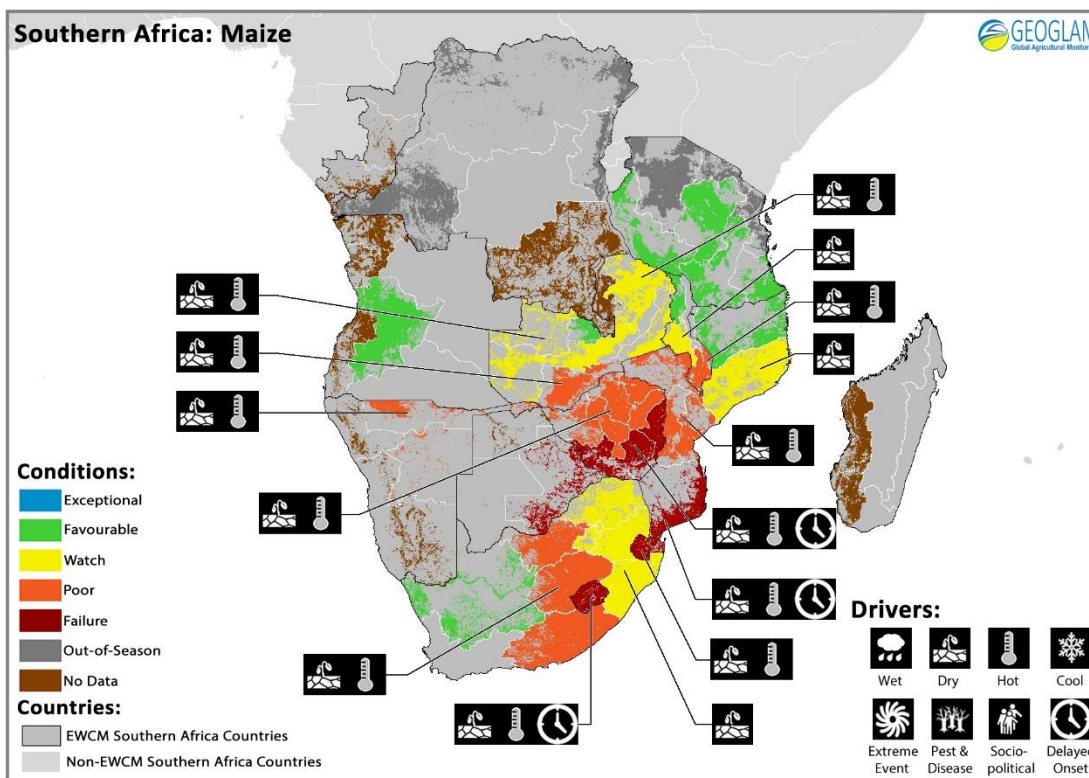 Southern Africa: Maize
GEOGLAM
Global Agricultural Monitori
Conditions:
Exceptional
Favourable
Watch
Poor
Failure
Out-of-Season
No Data
Countries:
EWCM Southern Africa Countries
Non-EWCM Southern Africa Countries
Drivers:
Wet
Dry
Hot
Cool
Extreme
Event
Pest &
Disease
Socio-
political
Delayed
Onset